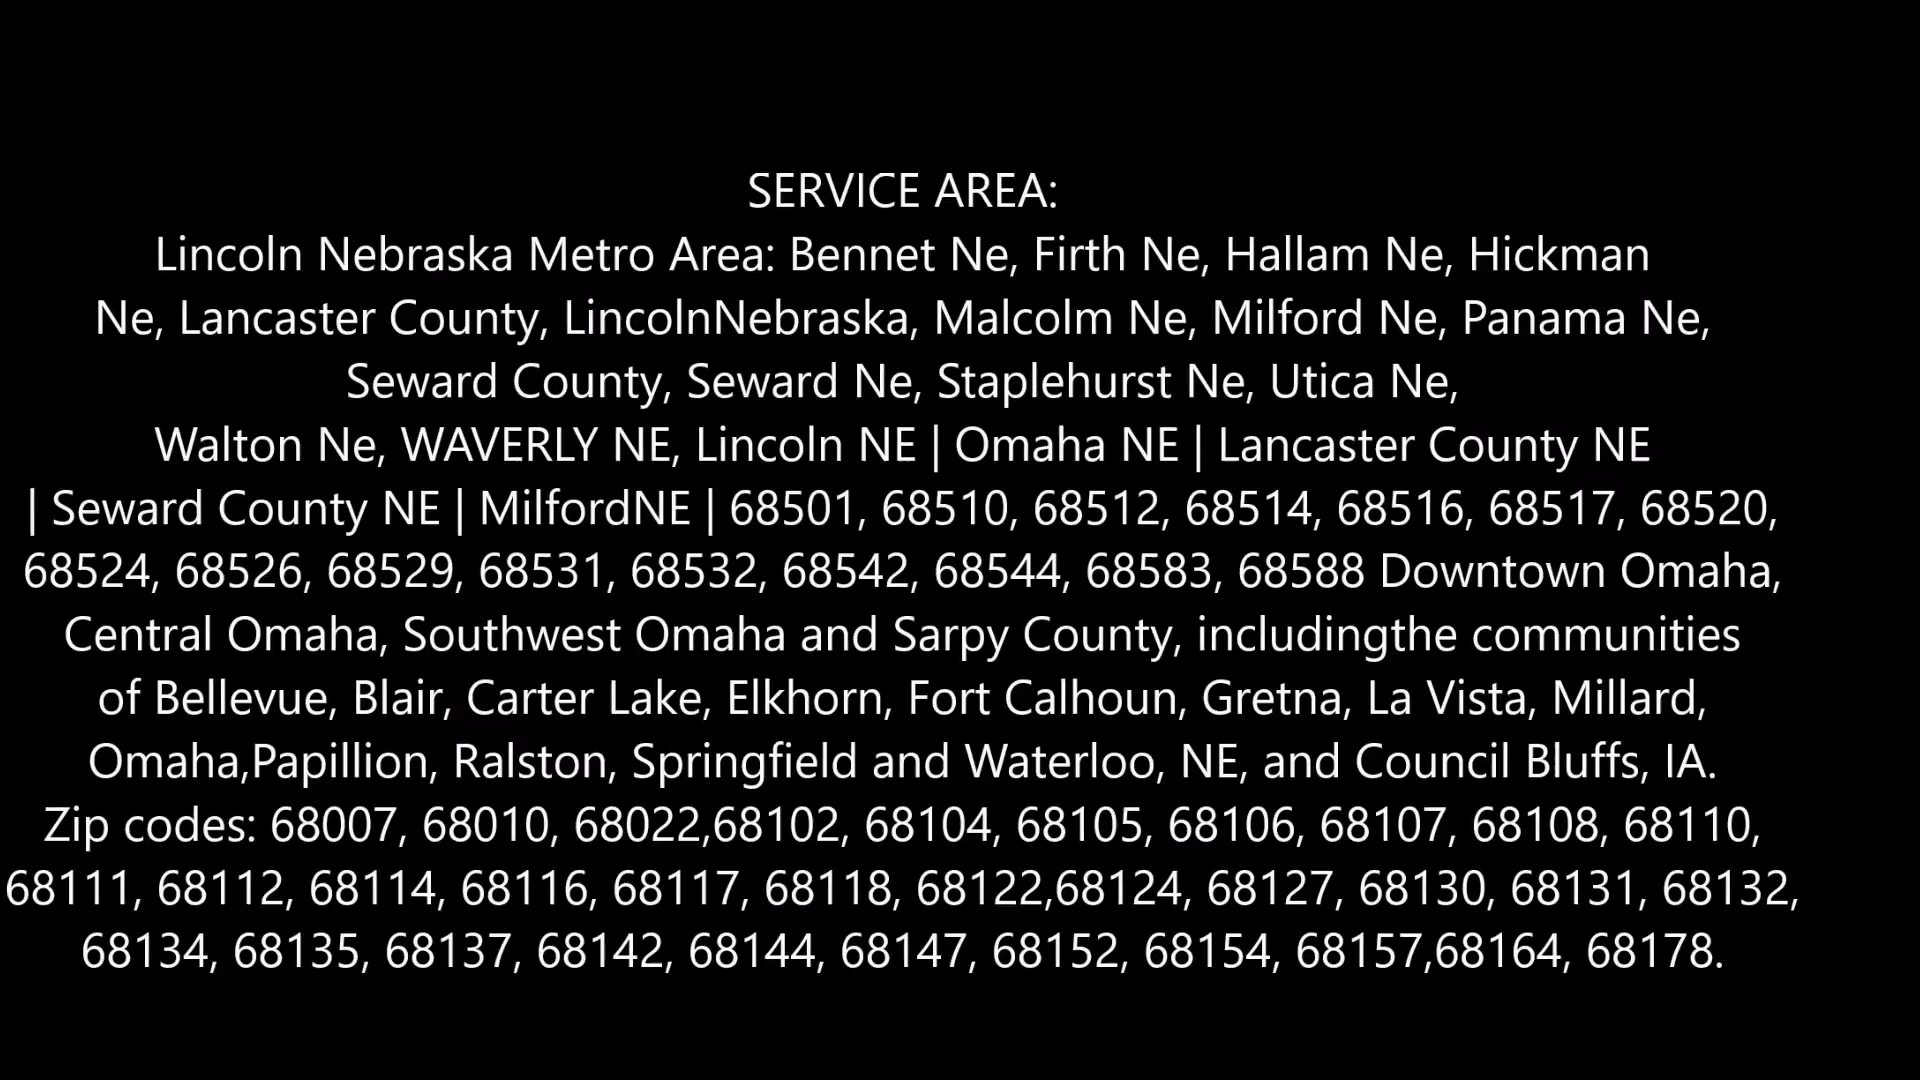 SERVICE AREA:
Lincoln Nebraska Metro Area: Bennet Ne, Firth Ne, Hallam Ne, Hickman
Ne, Lancaster County, LincolnNebraska, Malcolm Ne, Milford Ne, Panama Ne,
Seward County, Seward Ne, Staplehurst Ne, Utica Ne,
Walton Ne, WAVERLY NE, Lincoln NE | Omaha NE | Lancaster County NE
| Seward County NE | MilfordNE | 68501, 68510, 68512, 68514, 68516, 68517, 68520,
68524, 68526, 68529, 68531, 68532, 68542, 68544, 68583, 68588 Downtown Omaha,
Central Omaha, Southwest Omaha and Sarpy County, includingthe communities
of Bellevue, Blair, Carter Lake, Elkhorn, Fort Calhoun, Gretna, La Vista, Millard,
Omaha,Papillion, Ralston, Springfield and Waterloo, NE, and Council Bluffs, IA.
Zip codes: 68007, 68010, 68022,68102, 68104, 68105, 68106, 68107, 68108, 68110,
68111, 68112, 68114, 68116, 68117, 68118, 68122,68124, 68127, 68130, 68131, 68132,
68134, 68135, 68137, 68142, 68144, 68147, 68152, 68154, 68157,68164, 68178.